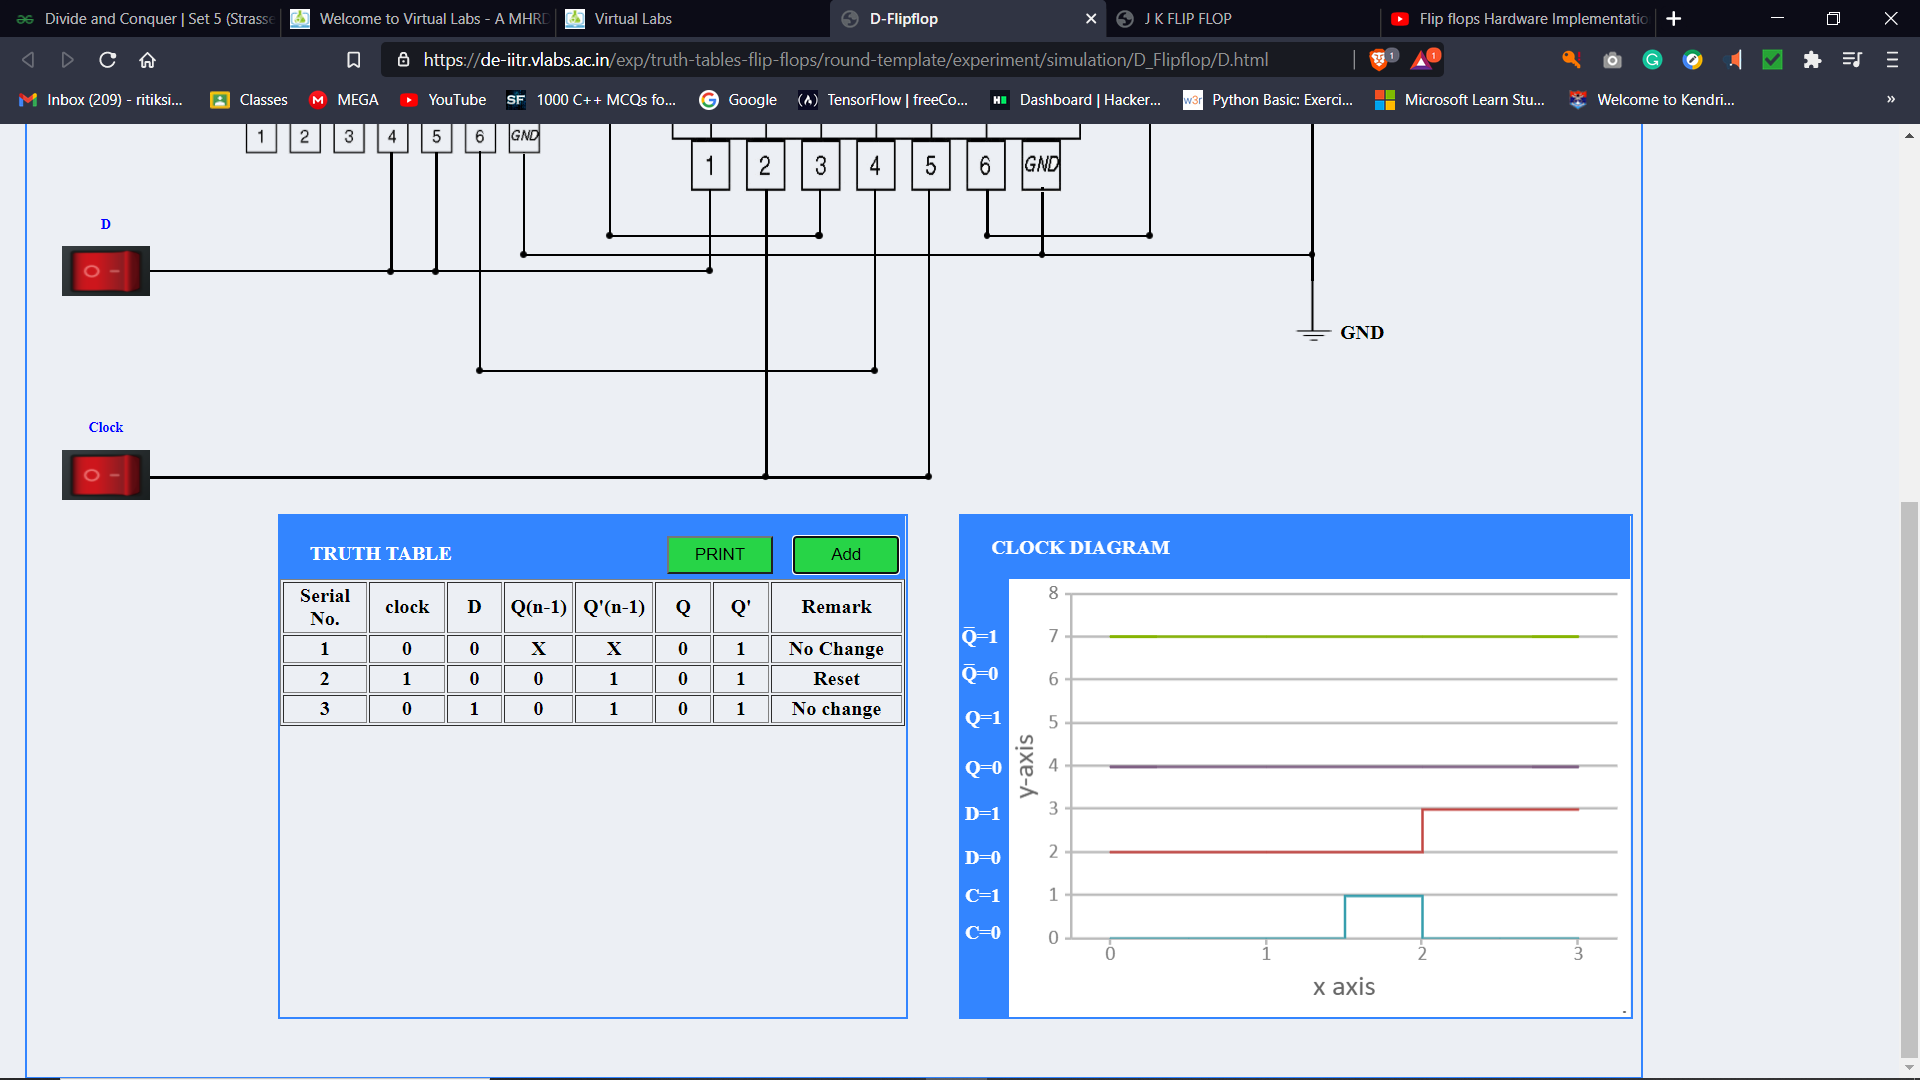 Divide and Conquer | Set 5 (Strasse
Welcome to Virtual Labs - A MHRD
Virtual Labs
D-Flipflop
J K FLIP FLOP
Flip flops Hardware Implementatio
https://de-iitr.vlabs.ac.in/exp/truth-tables-flip-flops/round-template/experiment/simulation/D_Flipflop/D.html
1 1
Inbox (209) - ritiksi...
Classes
MEGA
YouTube
SF 1000 C++ MCQs fo...
Google
TensorFlow | freeCo...
Dashboard | Hacker...
w3r Python Basic: Exerci...
Microsoft Learn Stu...
Welcome to Kendri...
»
1 2 3 4 5 6 GND
1 2 3 4 5 6 GND
D
GND
Clock
TRUTH TABLE PRINT Add
Serial No. clock D Q(n-1) Q'(n-1) Q Q' Remark
1 0 0 X X 0 1 No Change
2 1 0 0 1 0 1 Reset
3 0 1 0 1 0 1 No change
CLOCK DIAGRAM
Q̅=1
Q̅=0
Q=1
Q=0
D=1
D=0
C=1
C=0
y-axis
8
7
6
5
4
3
2
1
0
0 1 2 3
x axis